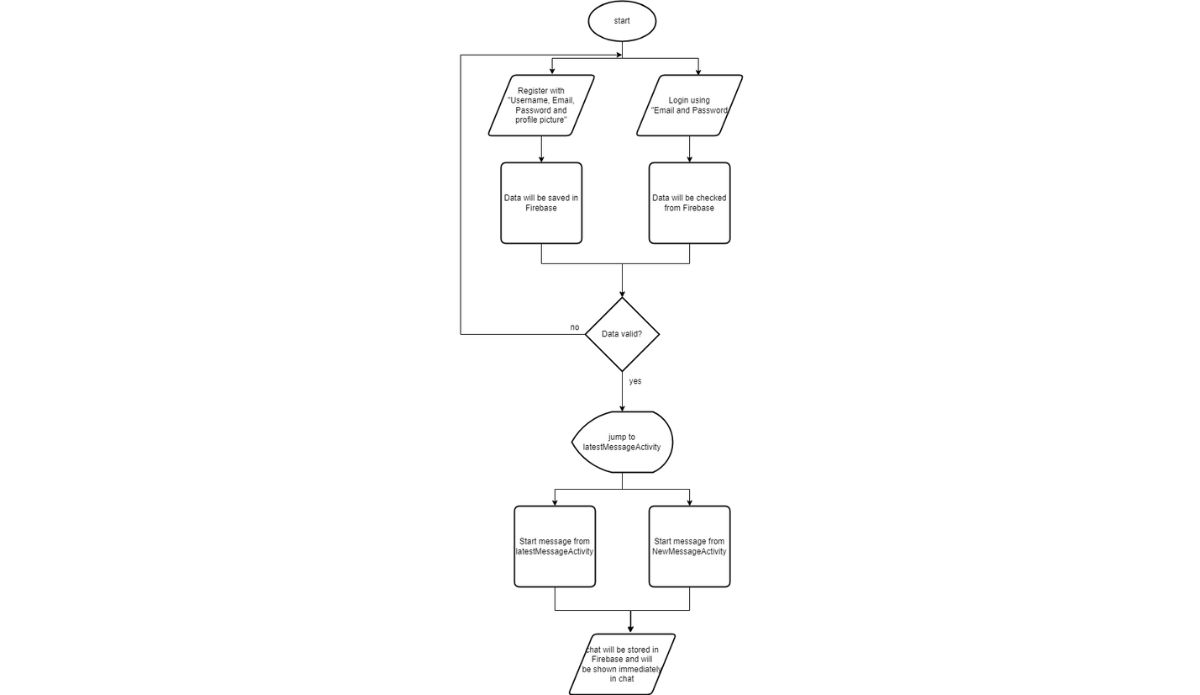 start
Register with
"Username, Email,
Password and
profile picture"
Login using
"Email and Password
Data will be saved in
Firebase
Data will be checked
from Firebase
no
Data valid?
yes
jump to
latestMessageActivity
Start message from
latestMessageActivity
Start message from
NewMessageActivity
chat will be stored in
Firebase and will
be shown immediately
in chat